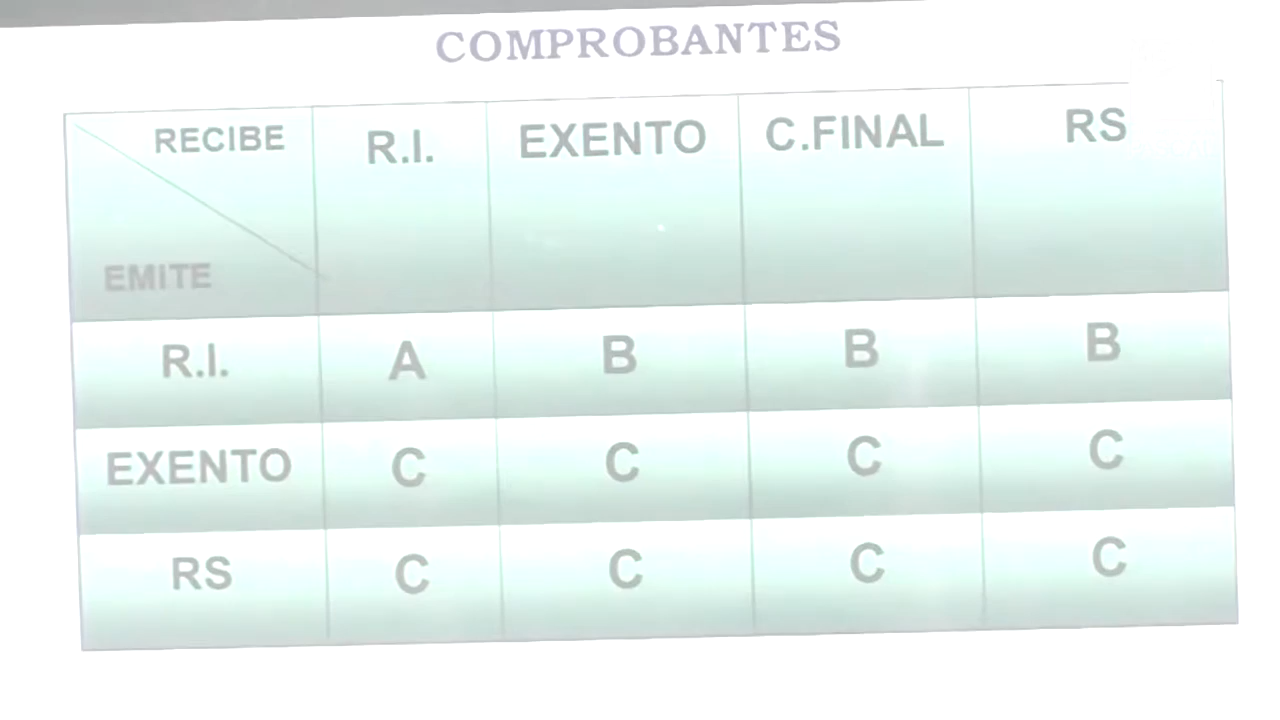 COMPROBANTES
RECIBE R.I. EXENTO C.FINAL RS
EMITE
R.I. A B B B
EXENTO C C C C
RS C C C C